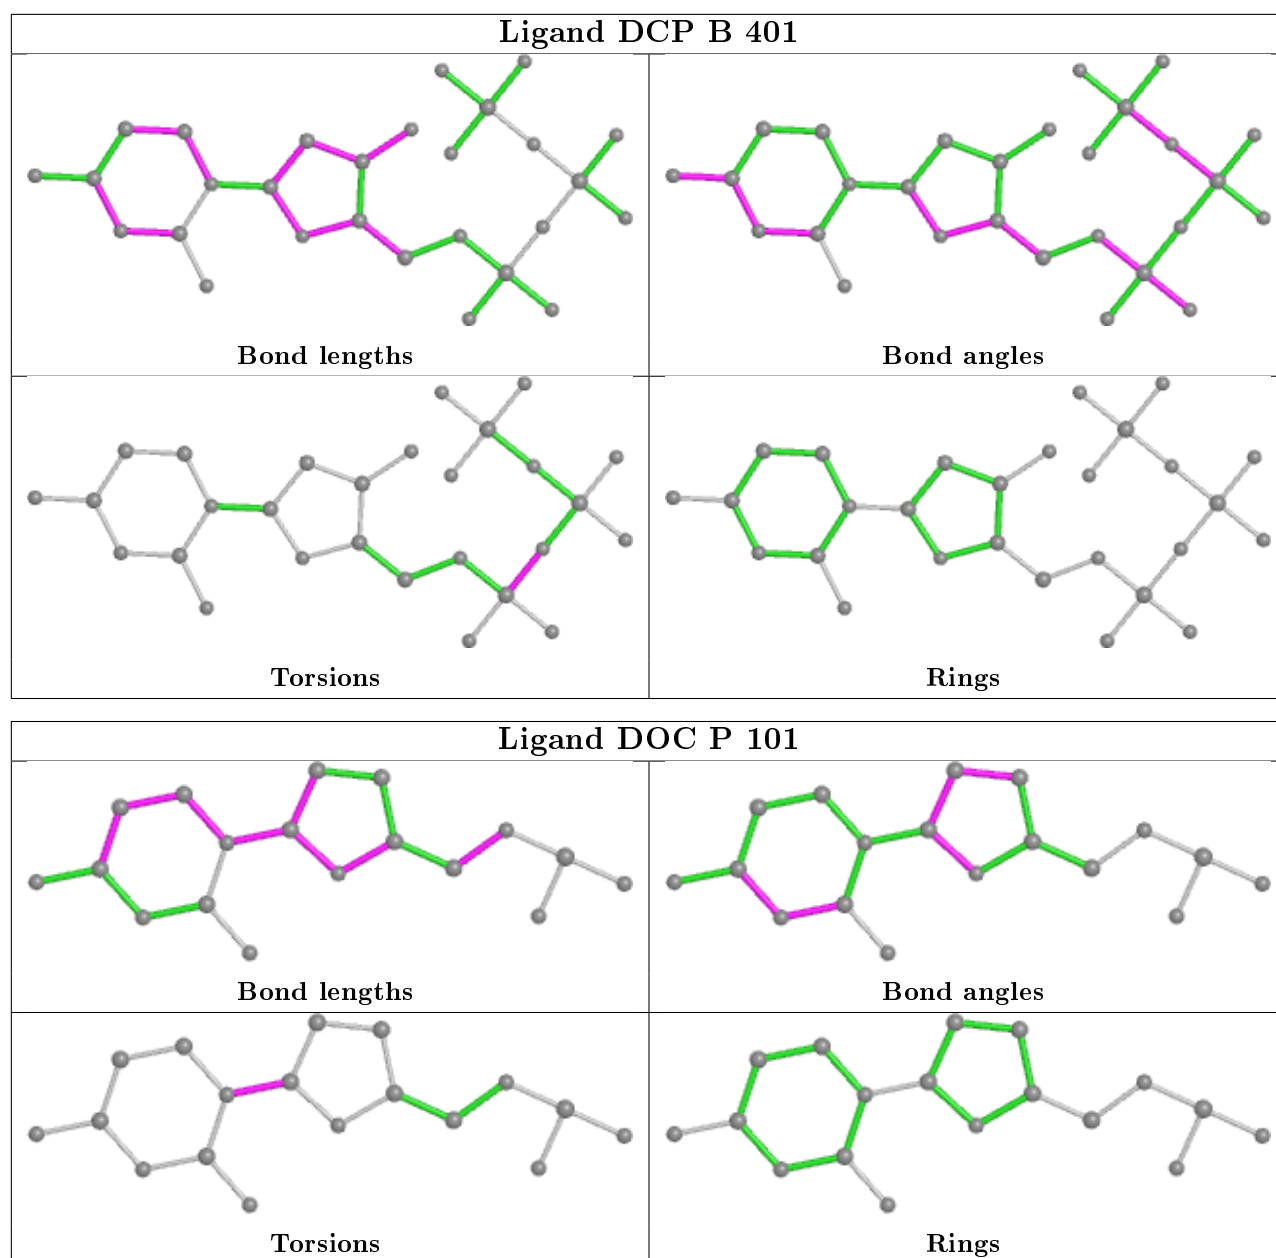 Ligand DCP B 401
Bond lengths
Bond angles
Torsions
Rings
Ligand DOC P 101
Bond lengths
Bond angles
Torsions
Rings